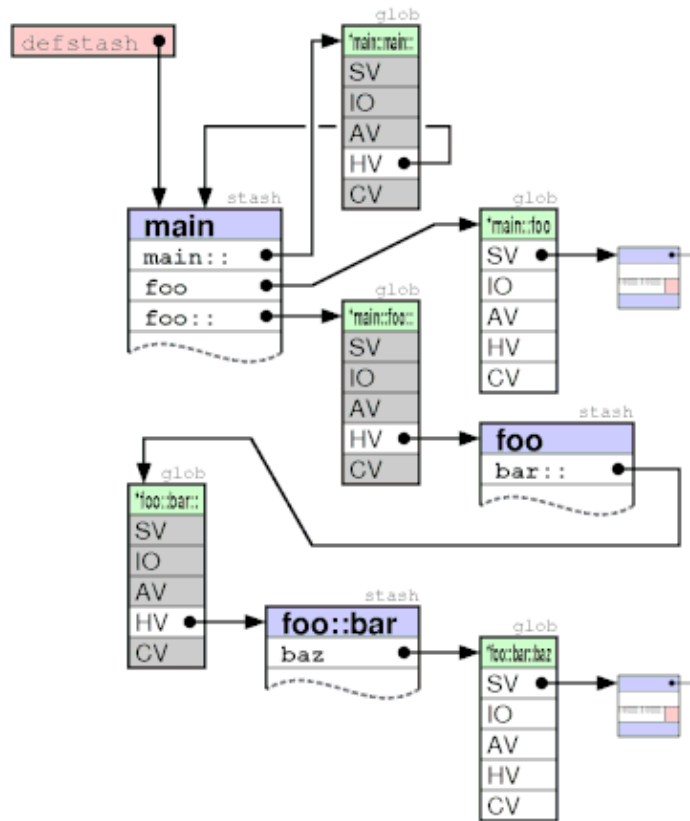 glob
defstash
*main::main::
SV
IO
AV
HV
CV
stash
main
main::
foo
foo::
glob
*main::foo
SV
IO
AV
HV
CV
glob
*main::foo::
SV
IO
AV
HV
CV
stash
foo
bar::
glob
*foo::bar::
SV
IO
AV
HV
CV
stash
foo::bar
baz
glob
*foo::bar::baz
SV
IO
AV
HV
CV